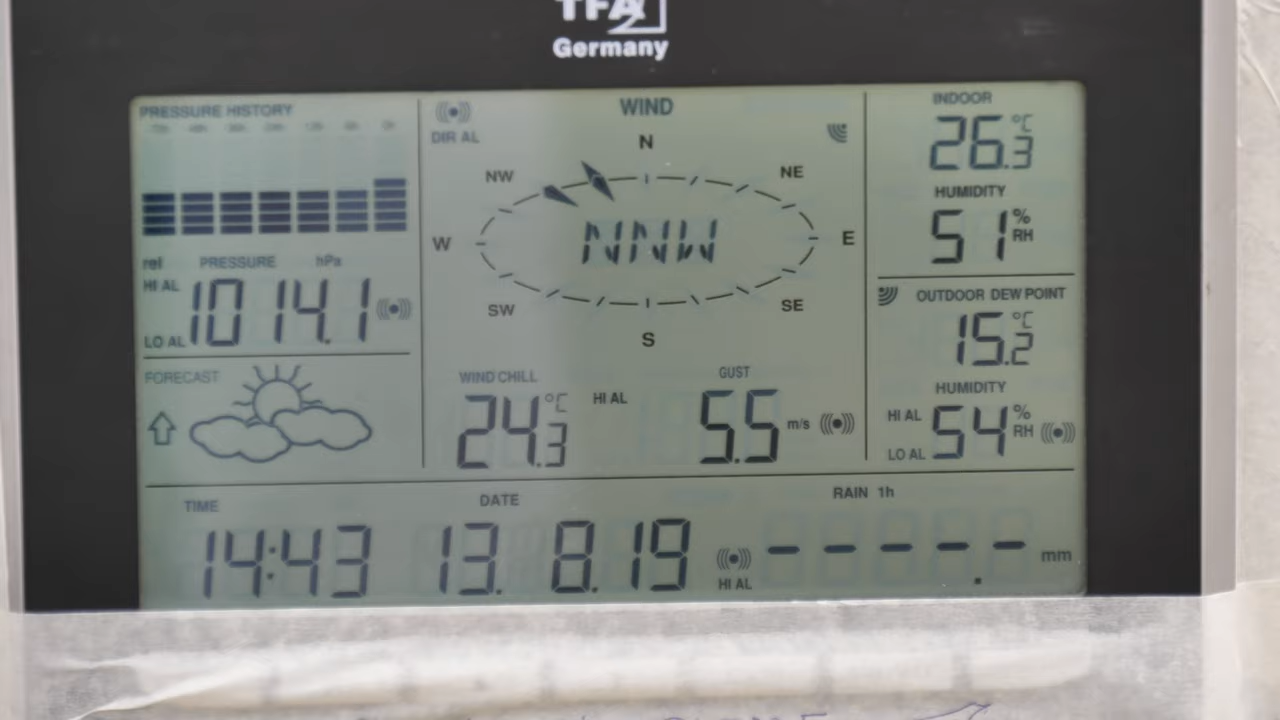 TFA
Germany
PRESSURE HISTORY
rel PRESSURE hPa
HI AL
1014.1
LO AL
FORECAST
DIR AL
WIND
N
NW
NE
W
NNW
E
SW
SE
S
WIND CHILL
24.3 °C
HI AL
GUST
5.5 m/s
INDOOR
26.3 °C
HUMIDITY
51 % RH
OUTDOOR DEW POINT
15.2 °C
HUMIDITY
HI AL
54 % RH
LO AL
TIME
14:43
DATE
13. 8.19
HI AL
RAIN 1h
- - - - . - mm